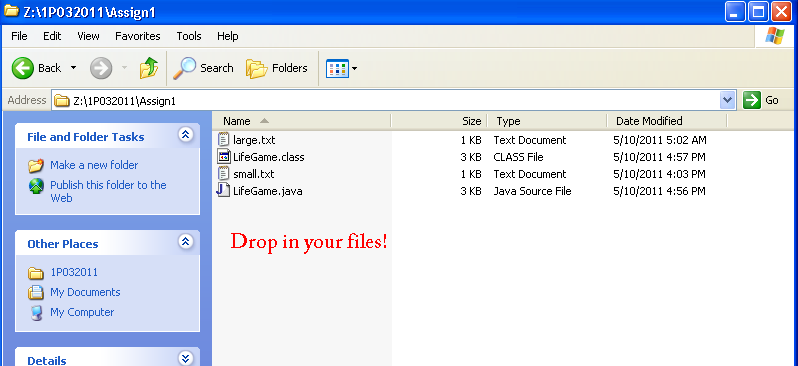 Z:\1P032011\Assign1
File Edit View Favorites Tools Help
Back Search Folders
Address Z:\1P032011\Assign1 Go
File and Folder Tasks
Make a new folder
Publish this folder to the
Web
Other Places
1P032011
My Documents
My Computer
Details
Name Size Type Date Modified
large.txt 1 KB Text Document 5/10/2011 5:02 AM
LifeGame.class 3 KB CLASS File 5/10/2011 4:57 PM
small.txt 1 KB Text Document 5/10/2011 4:03 PM
LifeGame.java 3 KB Java Source File 5/10/2011 4:56 PM
Drop in your files!